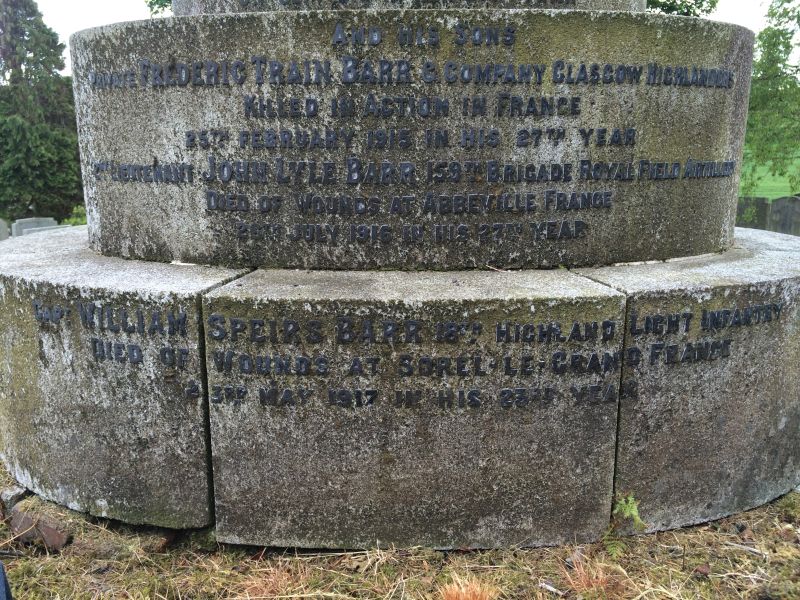 AND HIS SONS
PRIVATE FREDERIC TRAIN BARR G COMPANY GLASGOW HIGHLANDERS
KILLED IN ACTION IN FRANCE
25TH FEBRUARY 1915 IN HIS 27TH YEAR
2ND LIEUTENANT JOHN LYLE BARR 159TH BRIGADE ROYAL FIELD ARTILLERY
DIED OF WOUNDS AT ABBEVILLE FRANCE
JULY 1916 IN HIS 27TH YEAR
CAPT WILLIAM SPEIRS BARR 18TH HIGHLAND LIGHT INFANTRY
DIED OF WOUNDS AT SOREL-LE-GRAND FRANCE
3RD MAY 1917 IN HIS 23RD YEAR